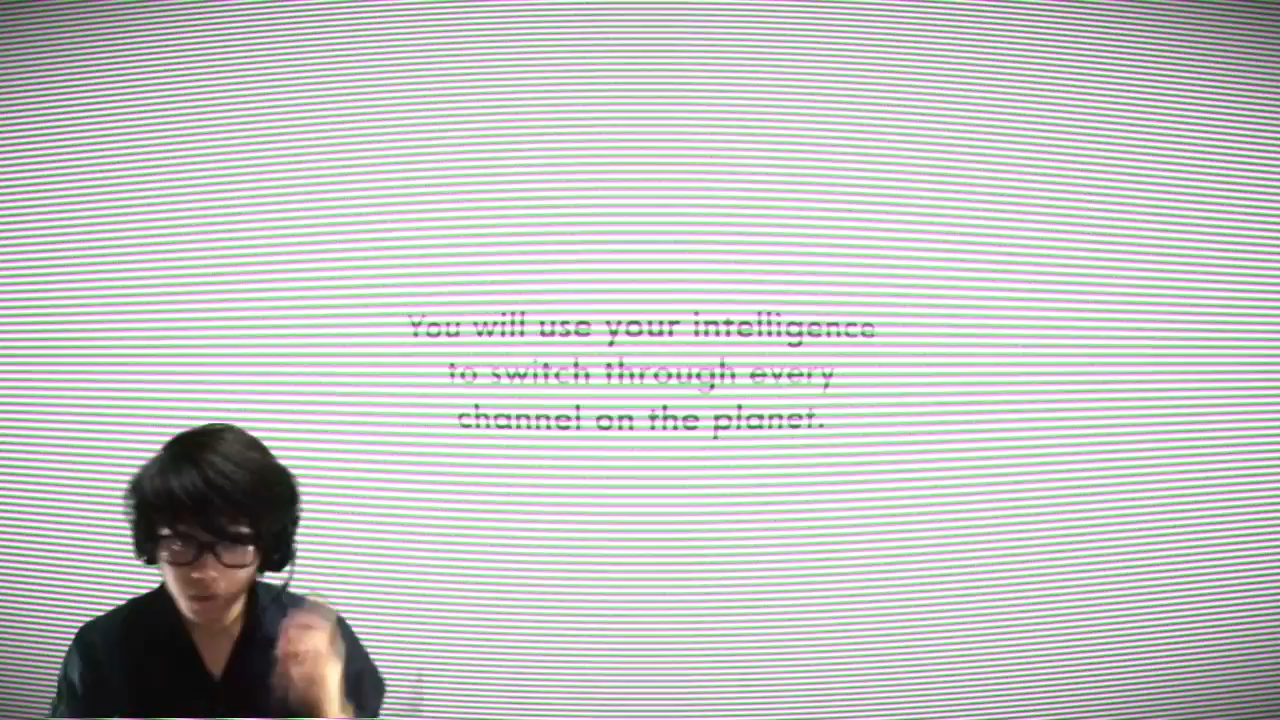 You will use your intelligence
to switch through every
channel on the planet.